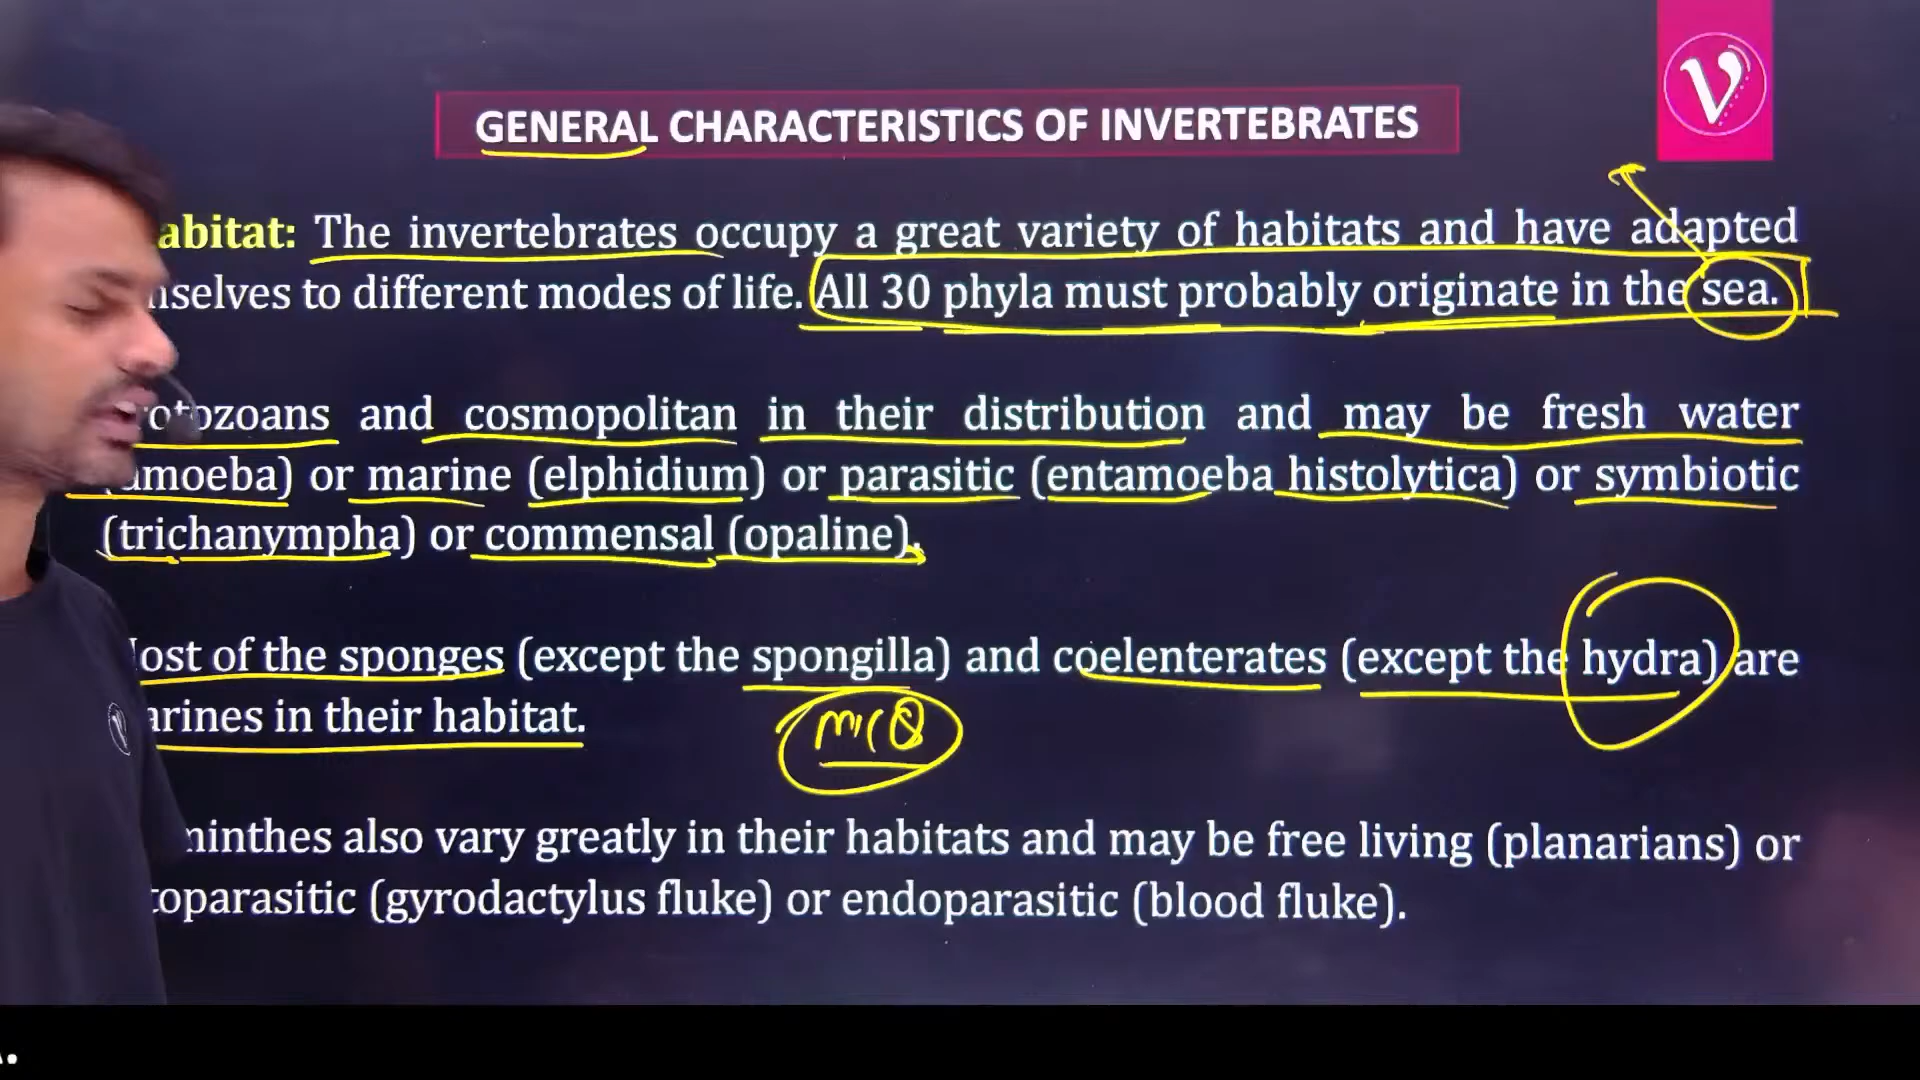 V
GENERAL CHARACTERISTICS OF INVERTEBRATES
abitat: The invertebrates occupy a great variety of habitats and have adapted
nselves to different modes of life. All 30 phyla must probably originate in the sea.
otozoans and cosmopolitan in their distribution and may be fresh water
(amoeba) or marine (elphidium) or parasitic (entamoeba histolytica) or symbiotic
(trichanympha) or commensal (opaline).
ost of the sponges (except the spongilla) and coelenterates (except the hydra) are
arines in their habitat.
MCQ
minthes also vary greatly in their habitats and may be free living (planarians) or
toparasitic (gyrodactylus fluke) or endoparasitic (blood fluke).